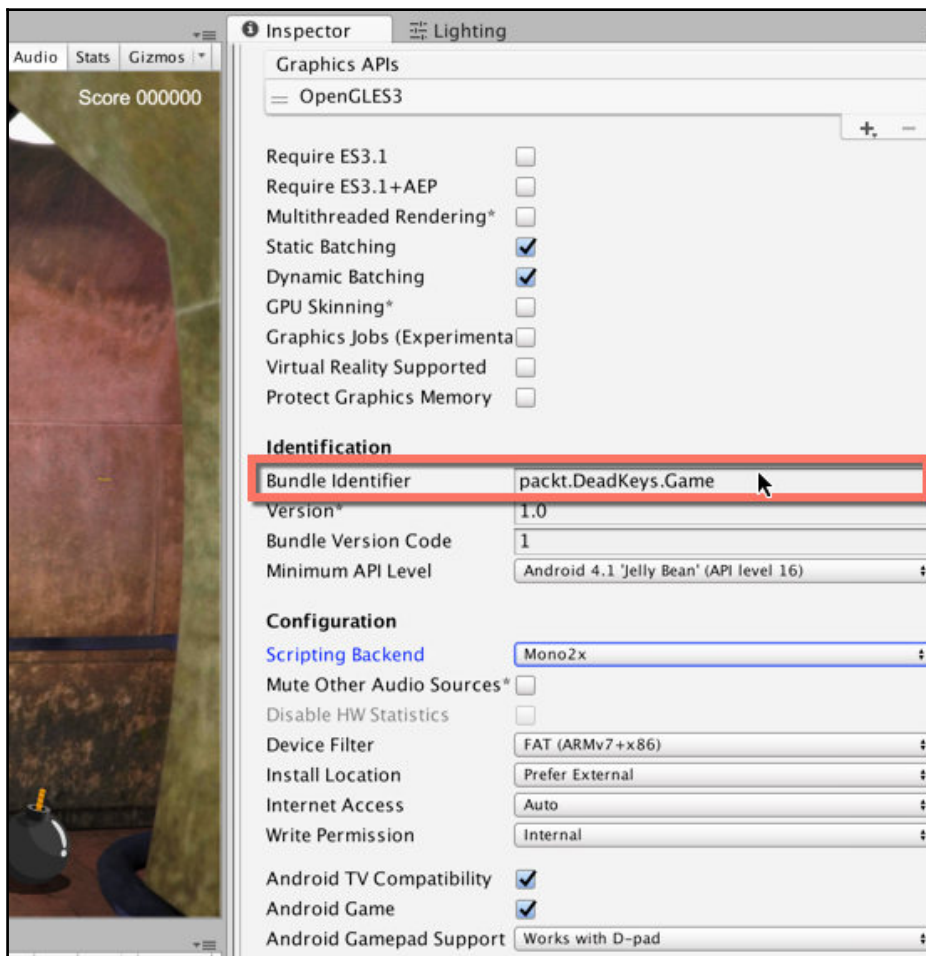 Inspector
Lighting
Audio Stats Gizmos
Score 000000
Graphics APIs
OpenGLES3
Require ES3.1
Require ES3.1+AEP
Multithreaded Rendering*
Static Batching
Dynamic Batching
GPU Skinning*
Graphics Jobs (Experimenta
Virtual Reality Supported
Protect Graphics Memory
Identification
Bundle Identifier packt.DeadKeys.Game
Version* 1.0
Bundle Version Code 1
Minimum API Level Android 4.1 'Jelly Bean' (API level 16)
Configuration
Scripting Backend Mono2x
Mute Other Audio Sources*
Disable HW Statistics
Device Filter FAT (ARMv7+x86)
Install Location Prefer External
Internet Access Auto
Write Permission Internal
Android TV Compatibility
Android Game
Android Gamepad Support Works with D-pad